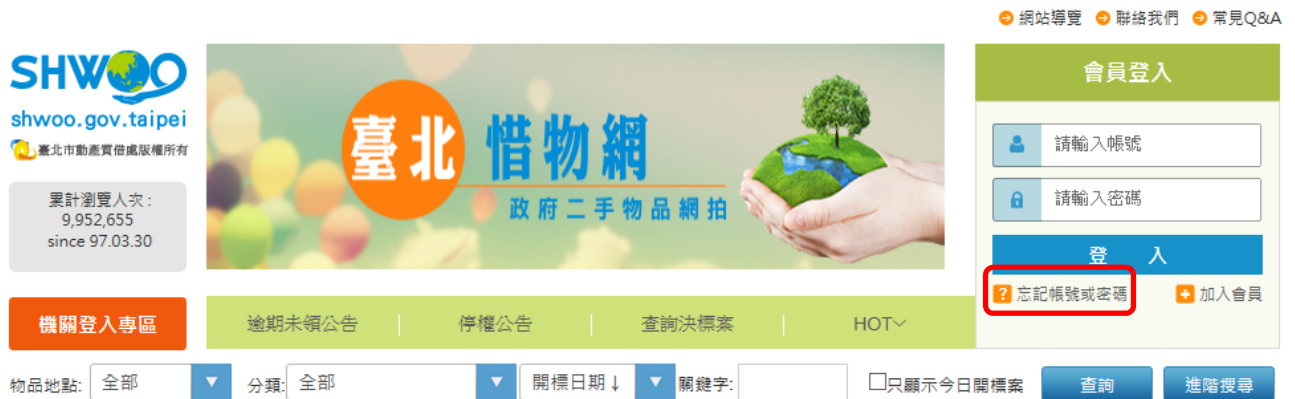 網站導覽 聯絡我們 常見Q&A
SHWOO
shwoo.gov.taipei
臺北市動產質借處版權所有
累計瀏覽人次：
9,952,655
since 97.03.30
臺北惜物網
政府二手物品網拍
會員登入
請輸入帳號
請輸入密碼
登 入
? 忘記帳號或密碼 + 加入會員
機關登入專區 逾期未領公告 停權公告 查詢決標案 HOT
物品地點: 全部 分類: 全部 開標日期↓ 關鍵字: 只顯示今日開標案 查詢 進階搜尋